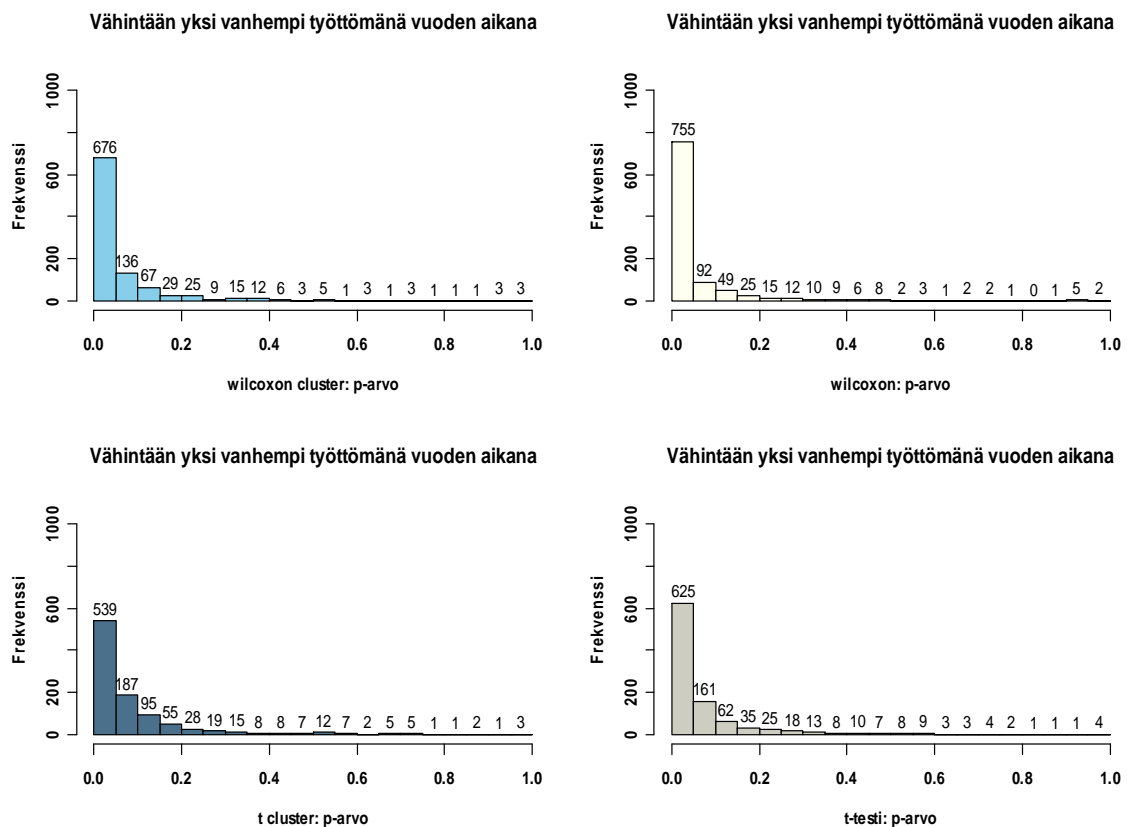 Vähintään yksi vanhempi työttömänä vuoden aikana
Frekvenssi
1000
600
200
0
676
136 67 29 25 9 15 12 6 3 5 1 3 1 3 1 1 1 3 3
0.0 0.2 0.4 0.6 0.8 1.0
wilcoxon cluster: p-arvo
Vähintään yksi vanhempi työttömänä vuoden aikana
Frekvenssi
1000
600
200
0
755
92 49 25 15 12 10 9 6 8 2 3 1 2 2 1 0 1 5 2
0.0 0.2 0.4 0.6 0.8 1.0
wilcoxon: p-arvo
Vähintään yksi vanhempi työttömänä vuoden aikana
Frekvenssi
1000
600
200
0
539
187 95 55 28 19 15 8 8 7 12 7 2 5 5 1 1 2 1 3
0.0 0.2 0.4 0.6 0.8 1.0
t cluster: p-arvo
Vähintään yksi vanhempi työttömänä vuoden aikana
Frekvenssi
1000
600
200
0
625
161 62 35 25 18 13 8 10 7 8 9 3 3 4 2 1 1 1 4
0.0 0.2 0.4 0.6 0.8 1.0
t-testi: p-arvo